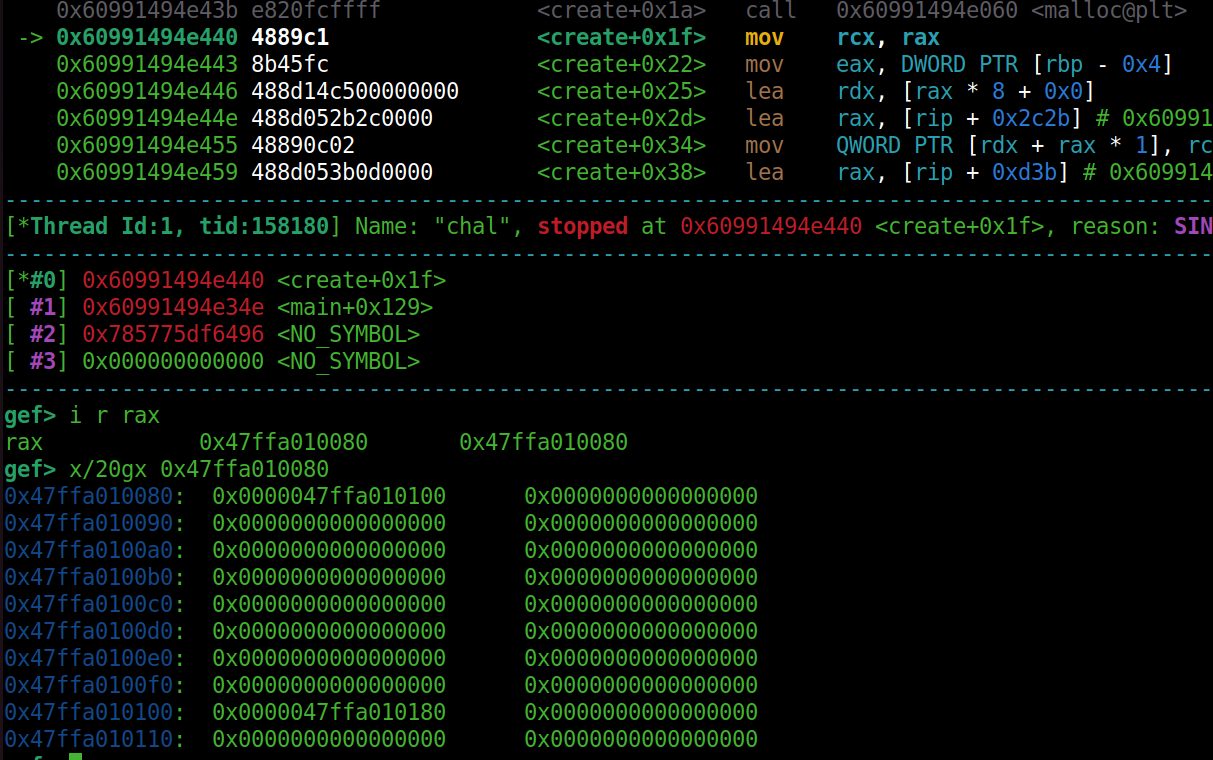 0x60991494e43b e820fcffff <create+0x1a> call 0x60991494e060 <malloc@plt>
-> 0x60991494e440 4889c1 <create+0x1f> mov rcx, rax
0x60991494e443 8b45fc <create+0x22> mov eax, DWORD PTR [rbp - 0x4]
0x60991494e446 488d14c500000000 <create+0x25> lea rdx, [rax * 8 + 0x0]
0x60991494e44e 488d052b2c0000 <create+0x2d> lea rax, [rip + 0x2c2b] # 0x60991
0x60991494e455 48890c02 <create+0x34> mov QWORD PTR [rdx + rax * 1], rc
0x60991494e459 488d053b0d0000 <create+0x38> lea rax, [rip + 0xd3b] # 0x609914
[*Thread Id:1, tid:158180] Name: "chal", stopped at 0x60991494e440 <create+0x1f>, reason: SIN
[*#0] 0x60991494e440 <create+0x1f>
[ #1] 0x60991494e34e <main+0x129>
[ #2] 0x785775df6496 <NO_SYMBOL>
[ #3] 0x000000000000 <NO_SYMBOL>
gef> i r rax
rax 0x47ffa010080 0x47ffa010080
gef> x/20gx 0x47ffa010080
0x47ffa010080: 0x0000047ffa010100 0x0000000000000000
0x47ffa010090: 0x0000000000000000 0x0000000000000000
0x47ffa0100a0: 0x0000000000000000 0x0000000000000000
0x47ffa0100b0: 0x0000000000000000 0x0000000000000000
0x47ffa0100c0: 0x0000000000000000 0x0000000000000000
0x47ffa0100d0: 0x0000000000000000 0x0000000000000000
0x47ffa0100e0: 0x0000000000000000 0x0000000000000000
0x47ffa0100f0: 0x0000000000000000 0x0000000000000000
0x47ffa010100: 0x0000047ffa010180 0x0000000000000000
0x47ffa010110: 0x0000000000000000 0x0000000000000000